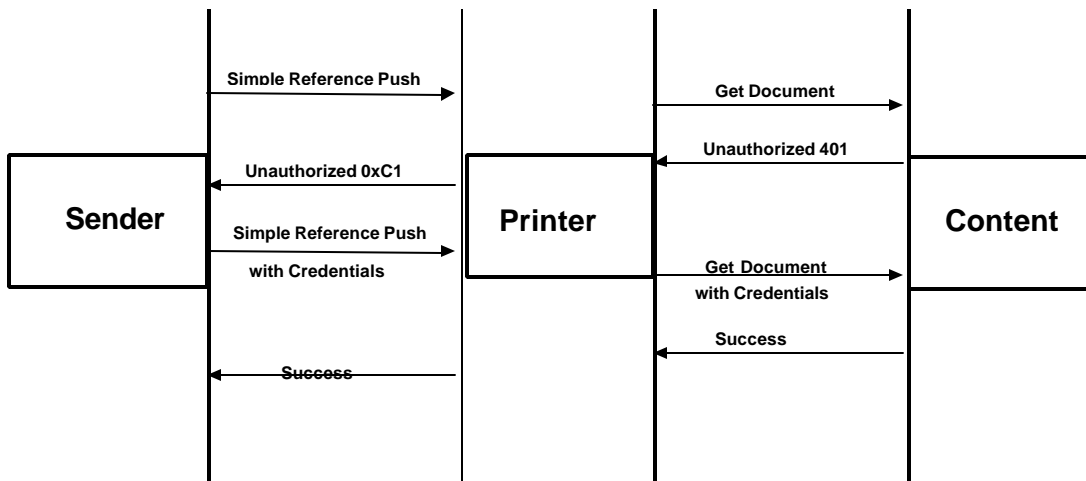 Simple Reference Push
Get Document
Unauthorized 401
Unauthorized 0xC1
Sender
Printer
Content
Simple Reference Push
with Credentials
Get Document
with Credentials
Success
Success